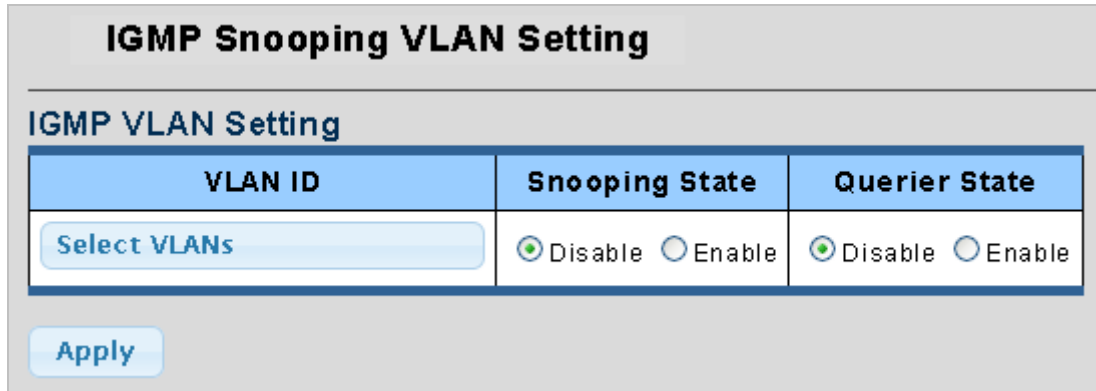 IGMP Snooping VLAN Setting
IGMP VLAN Setting
VLAN ID Snooping State Querier State
Select VLANs Disable Enable Disable Enable
Apply